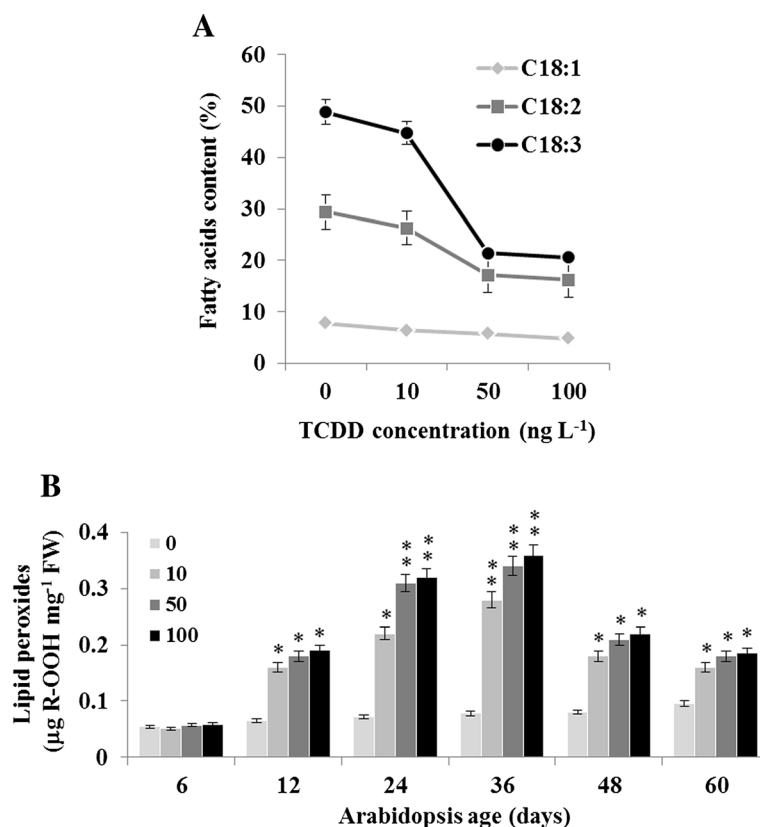 A
60
50
40
30
20
10
0
Fatty acids content (%)
C18:1
C18:2
C18:3
0 10 50 100
TCDD concentration (ng L⁻¹)
B
0.4
0.3
0.2
0.1
0
Lipid peroxides
(µg R-OOH mg⁻¹ FW)
0
10
50
100
* * *
* ** **
** ** **
* * *
* * *
6 12 24 36 48 60
Arabidopsis age (days)